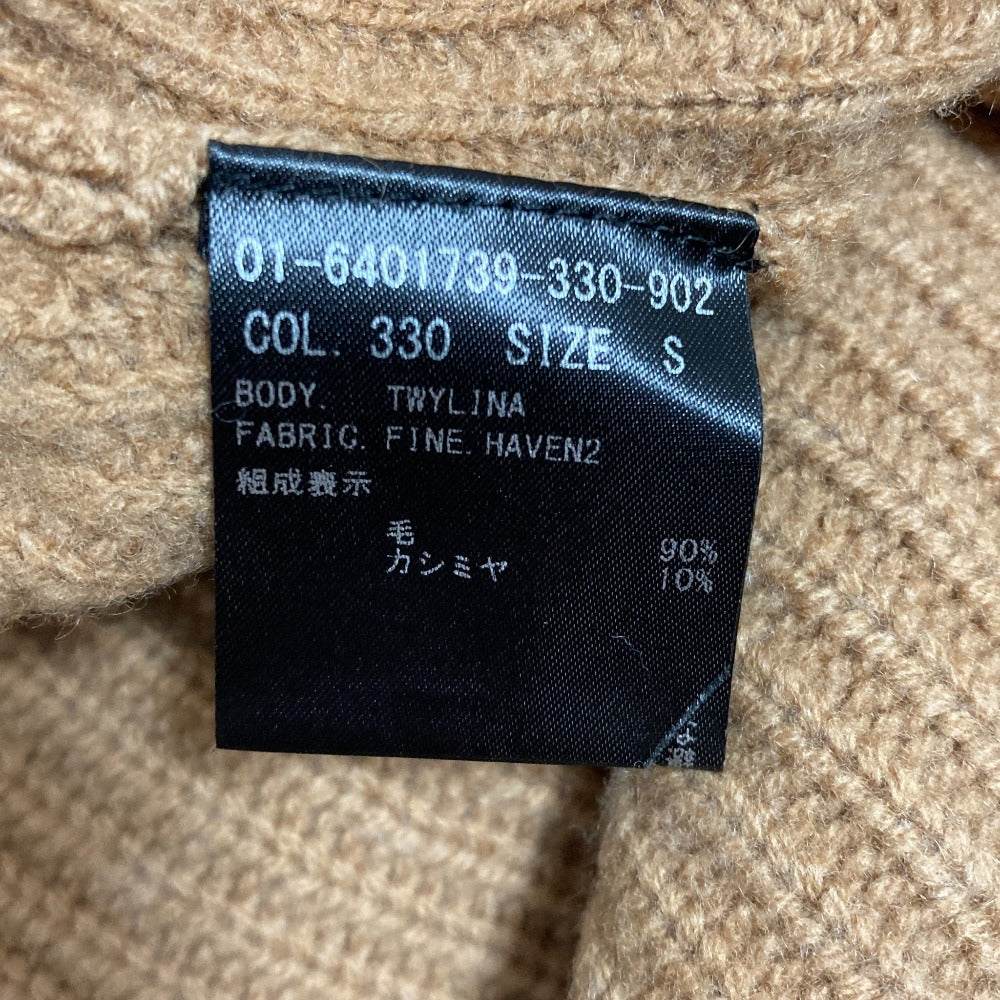 01-6401739-330-902
COL. 330 SIZE S
BODY. TWYLINA
FABRIC. FINE. HAVEN2
組成表示
毛 90%
カシミヤ 10%